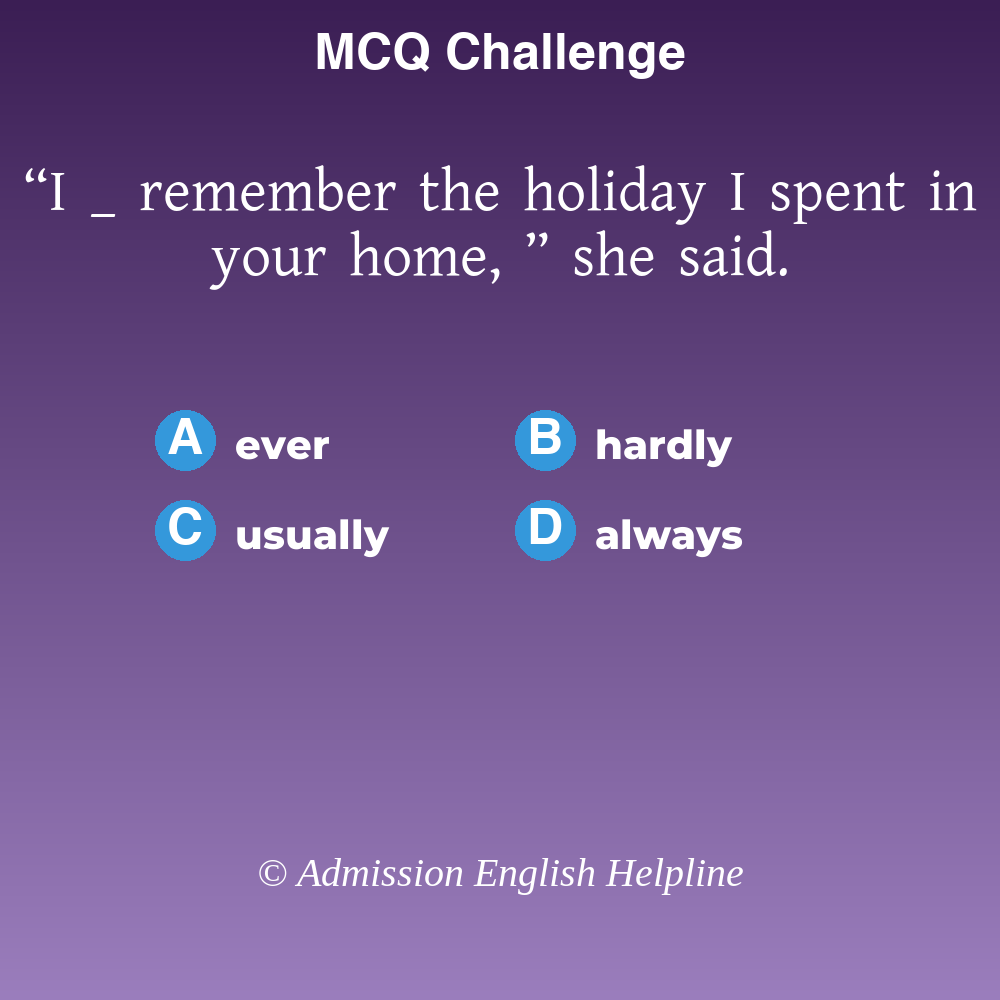 MCQ Challenge
“I _ remember the holiday I spent in
your home, ” she said.
A ever
B hardly
C usually
D always
© Admission English Helpline